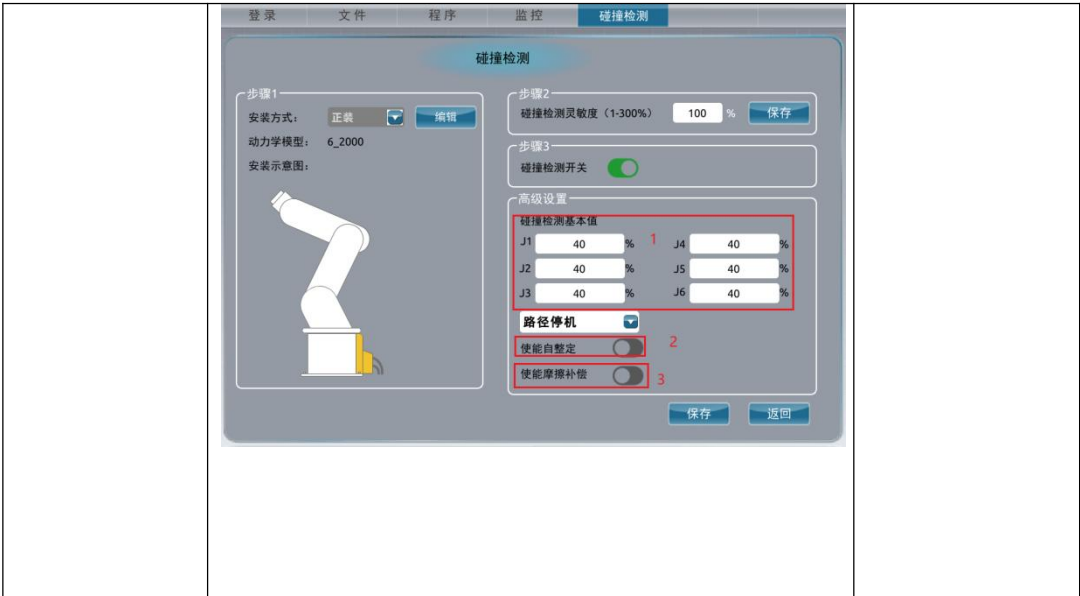 登录 文件 程序 监控 碰撞检测
碰撞检测
步骤1
安装方式： 正装 编辑
动力学模型： 6_2000
安装示意图：
步骤2
碰撞检测灵敏度（1-300%） 100 % 保存
步骤3
碰撞检测开关
高级设置
碰撞检测基本值
J1 40 % 1 J4 40 %
J2 40 % J5 40 %
J3 40 % J6 40 %
路径停机
使能自整定 2
使能摩擦补偿 3
保存 返回